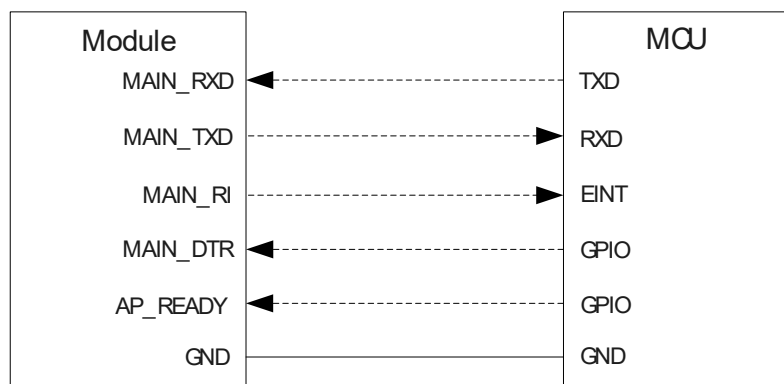 Module MCU
MAIN_RXD TXD
MAIN_TXD RXD
MAIN_RI EINT
MAIN_DTR GPIO
AP_READY GPIO
GND GND